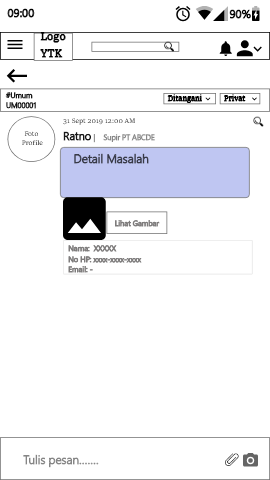 09:00
90%
Logo
YTK
#Umum
UM00001
Ditangani
Privat
31 Sept 2019 12:00 AM
Foto
Profile
Ratno | Supir PT ABCDE
Detail Masalah
Lihat Gambar
Nama: XXXXX
No HP: xxxx-xxxx-xxxx
Email: -
Tulis pesan.......